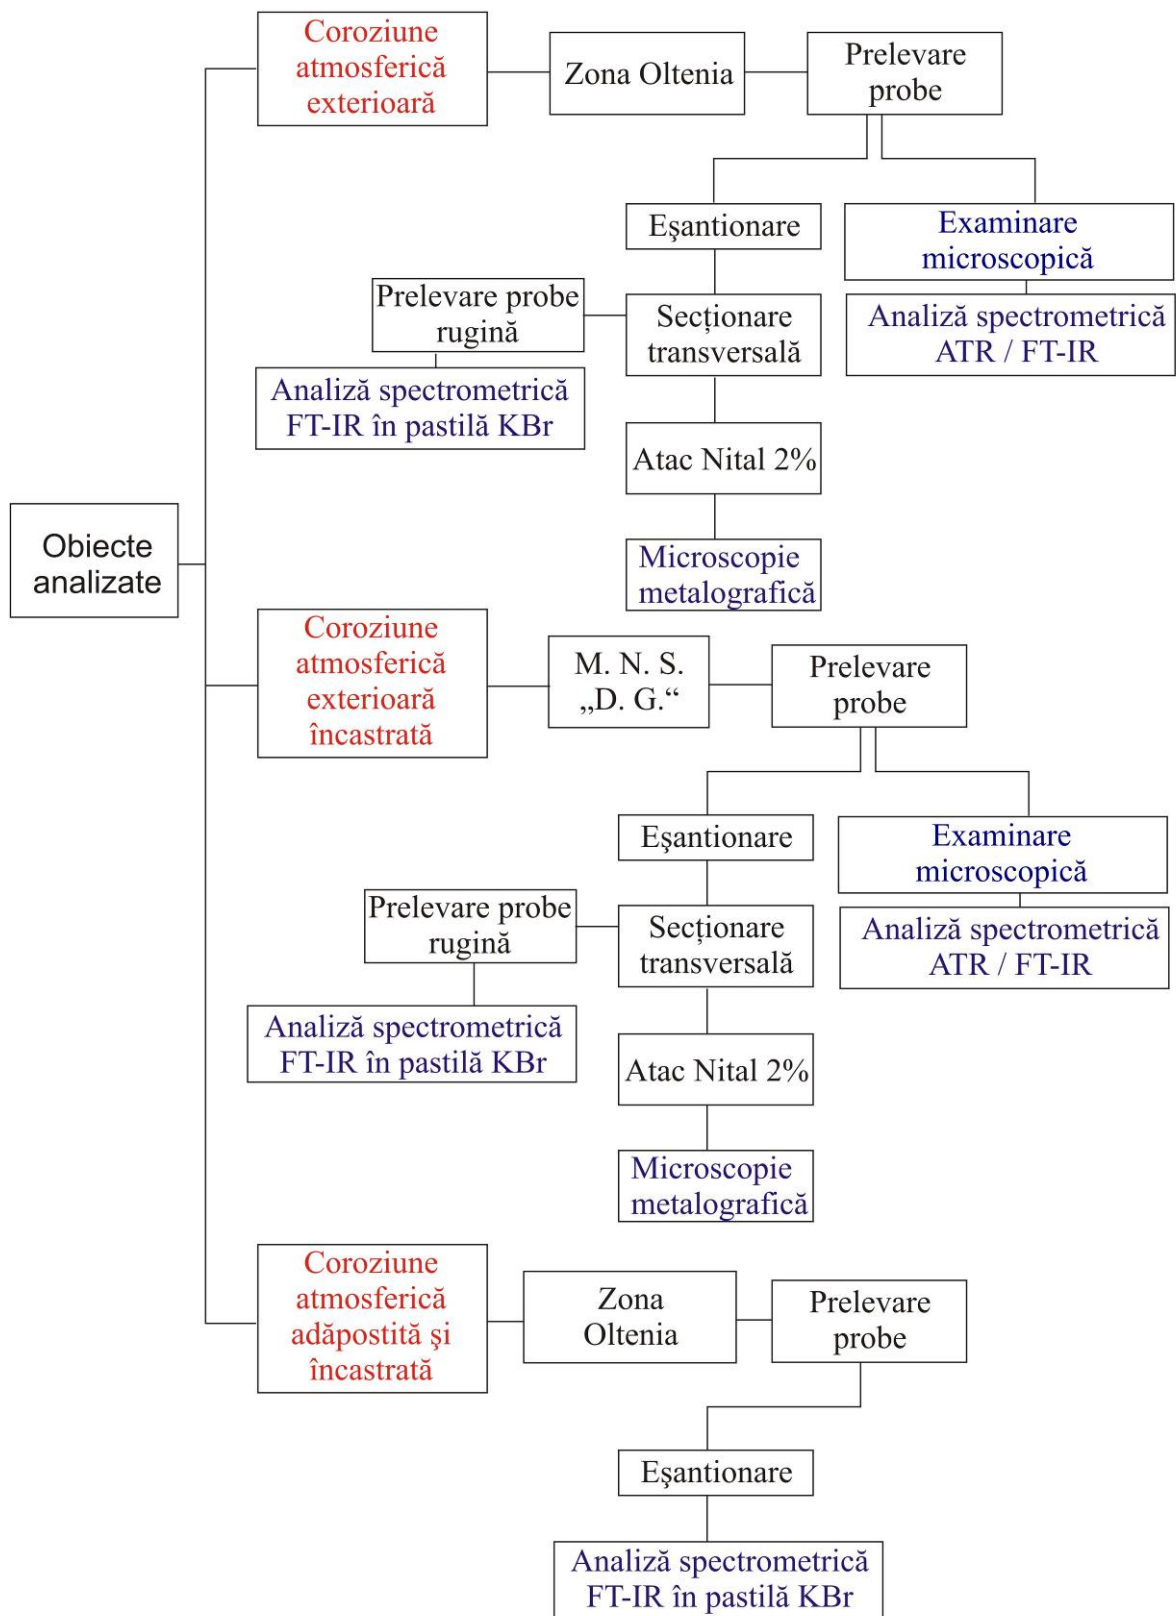 Coroziune
atmosferică
exterioară
Zona Oltenia
Prelevare
probe
Eşantionare
Examinare
microscopică
Prelevare probe
rugină
Secţionare
transversală
Analiză spectrometrică
ATR / FT-IR
Analiză spectrometrică
FT-IR în pastilă KBr
Atac Nital 2%
Microscopie
metalografică
Obiecte
analizate
Coroziune
atmosferică
exterioară
încastrată
M. N. S.
„D. G.“
Prelevare
probe
Eşantionare
Examinare
microscopică
Prelevare probe
rugină
Secţionare
transversală
Analiză spectrometrică
ATR / FT-IR
Analiză spectrometrică
FT-IR în pastilă KBr
Atac Nital 2%
Microscopie
metalografică
Coroziune
atmosferică
adăpostită şi
încastrată
Zona
Oltenia
Prelevare
probe
Eşantionare
Analiză spectrometrică
FT-IR în pastilă KBr